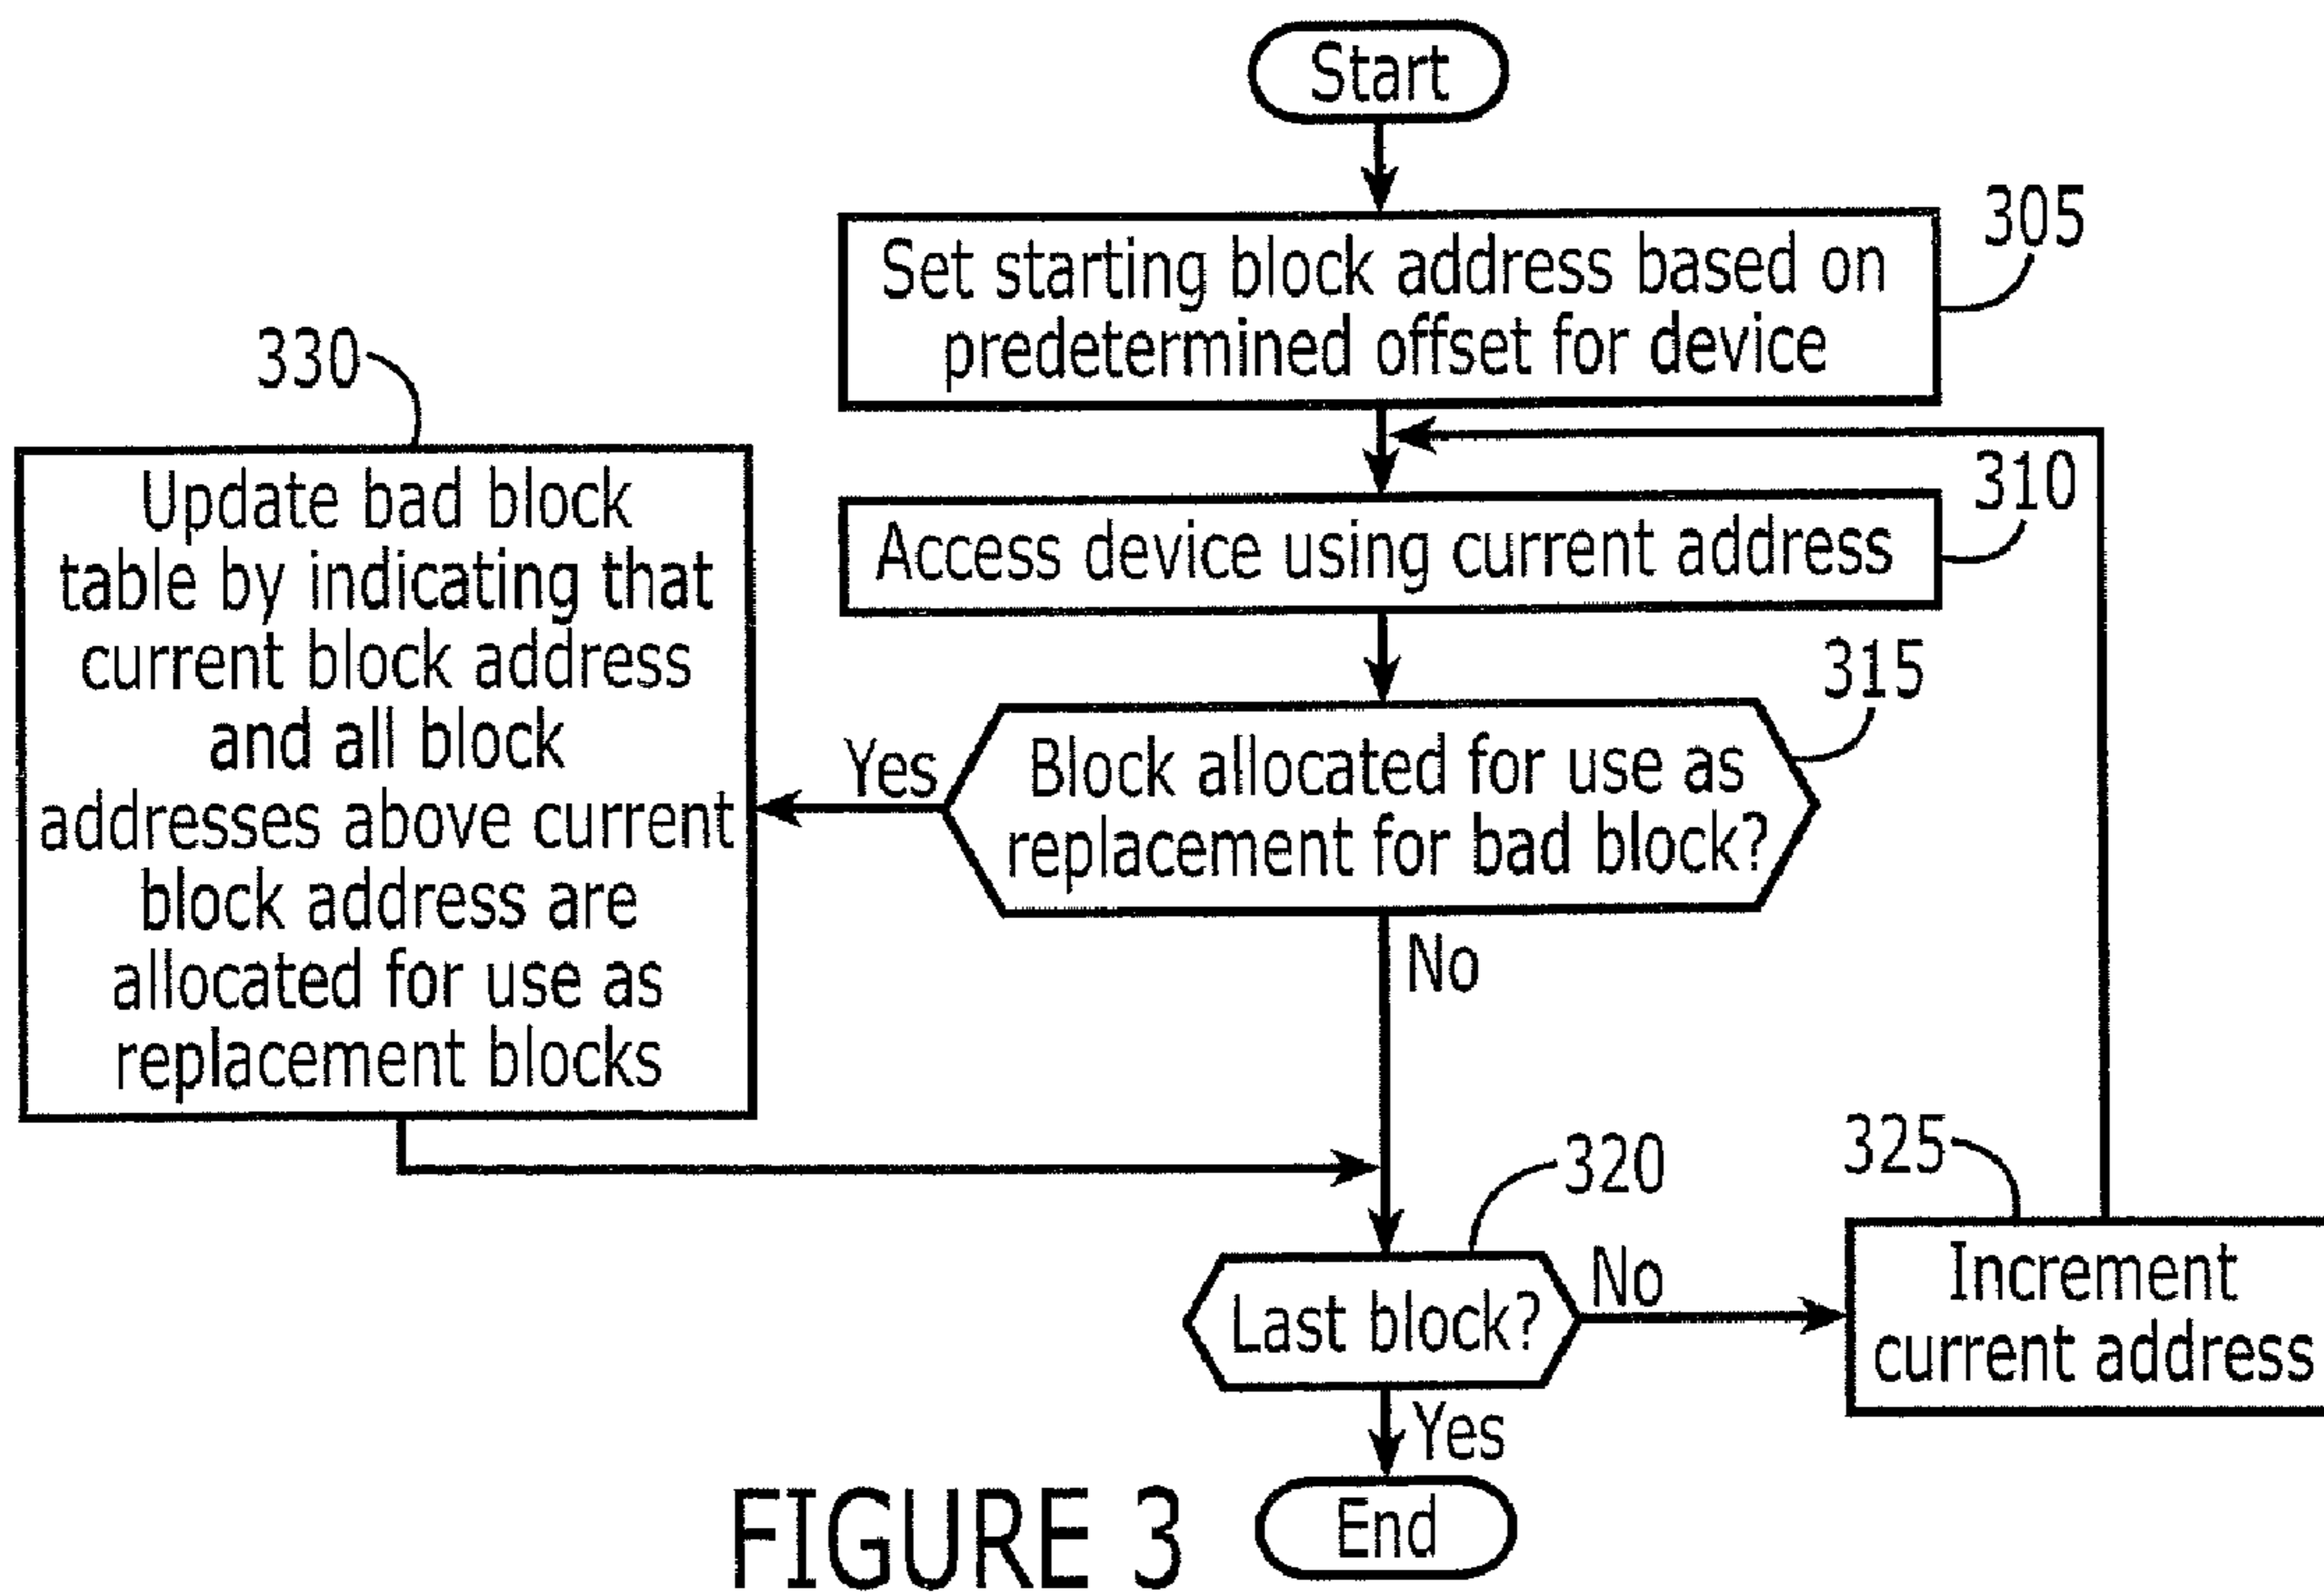 Start
305
Set starting block address based on
predetermined offset for device
330
310
Access device using current address
Update bad block
table by indicating that
current block address
and all block
addresses above current
block address are
allocated for use as
replacement blocks
315
Yes
Block allocated for use as
replacement for bad block?
No
320
325
Last block?
No
Increment
current address
Yes
End
FIGURE 3